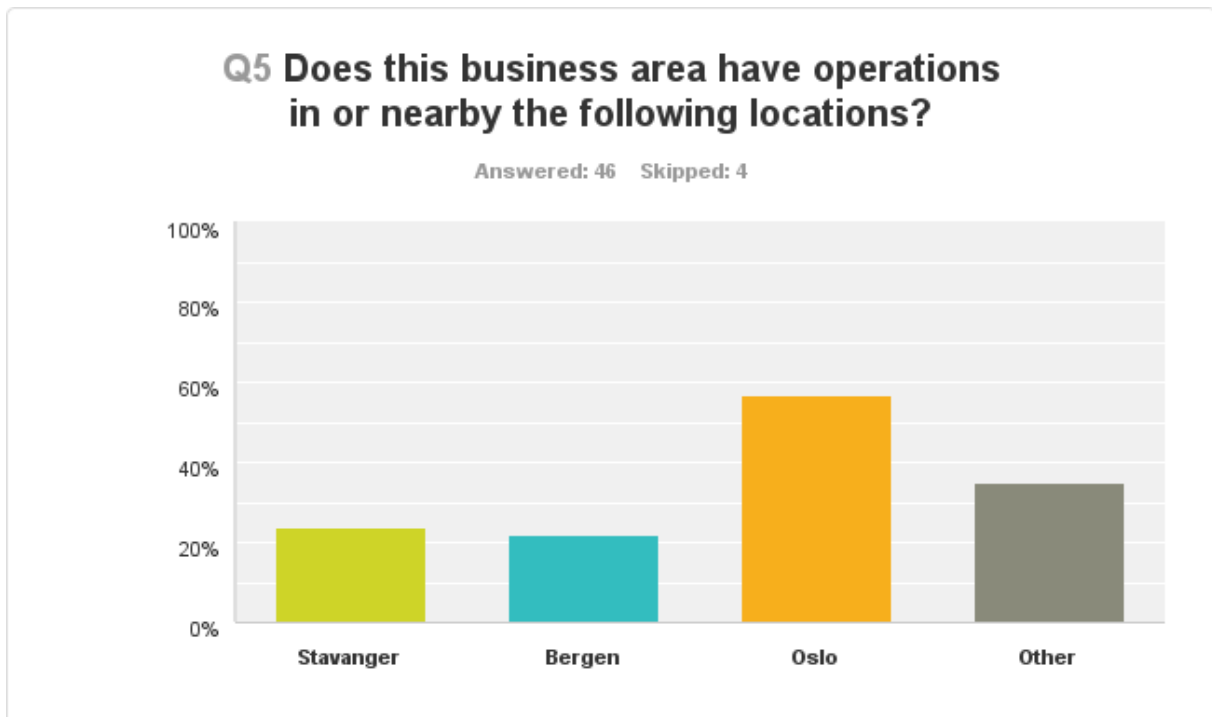 Q5 Does this business area have operations
in or nearby the following locations?
Answered: 46 Skipped: 4
100%
80%
60%
40%
20%
0%
Stavanger Bergen Oslo Other